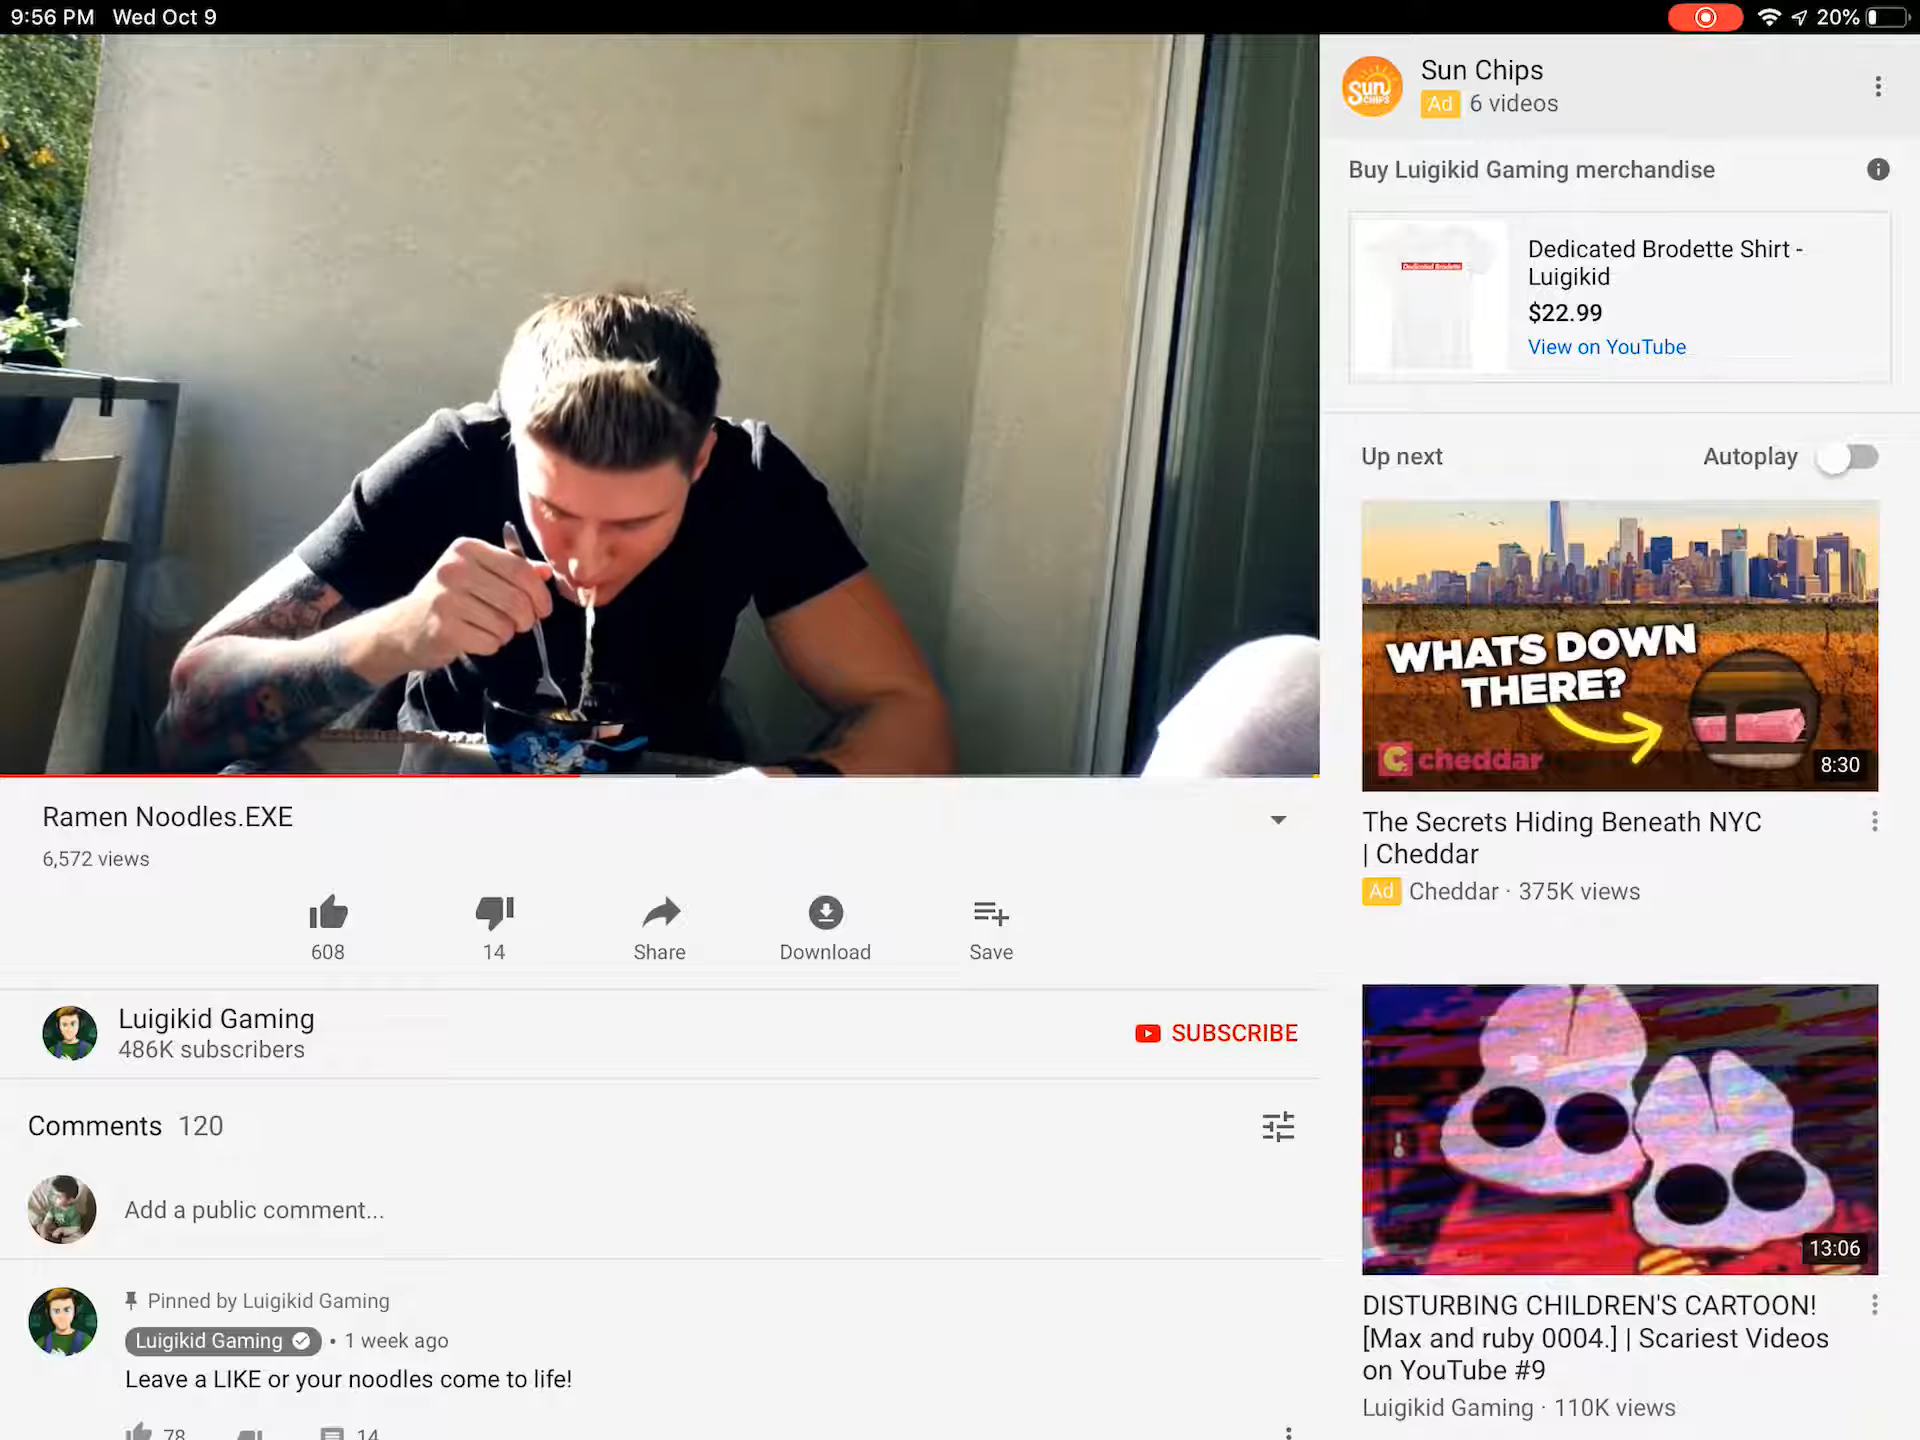 9:56 PM Wed Oct 9
20%
Sun Chips
Ad 6 videos
Sun
CHIPS
Buy Luigikid Gaming merchandise
Dedicated Brodette
Dedicated Brodette Shirt -
Luigikid
$22.99
View on YouTube
Up next Autoplay
WHATS DOWN
THERE?
cheddar
8:30
The Secrets Hiding Beneath NYC
| Cheddar
Ad Cheddar · 375K views
13:06
DISTURBING CHILDREN'S CARTOON!
[Max and ruby 0004.] | Scariest Videos
on YouTube #9
Luigikid Gaming · 110K views
Ramen Noodles.EXE
6,572 views
608 14 Share Download Save
Luigikid Gaming
486K subscribers
SUBSCRIBE
Comments 120
Add a public comment...
Pinned by Luigikid Gaming
Luigikid Gaming • 1 week ago
Leave a LIKE or your noodles come to life!
78 14